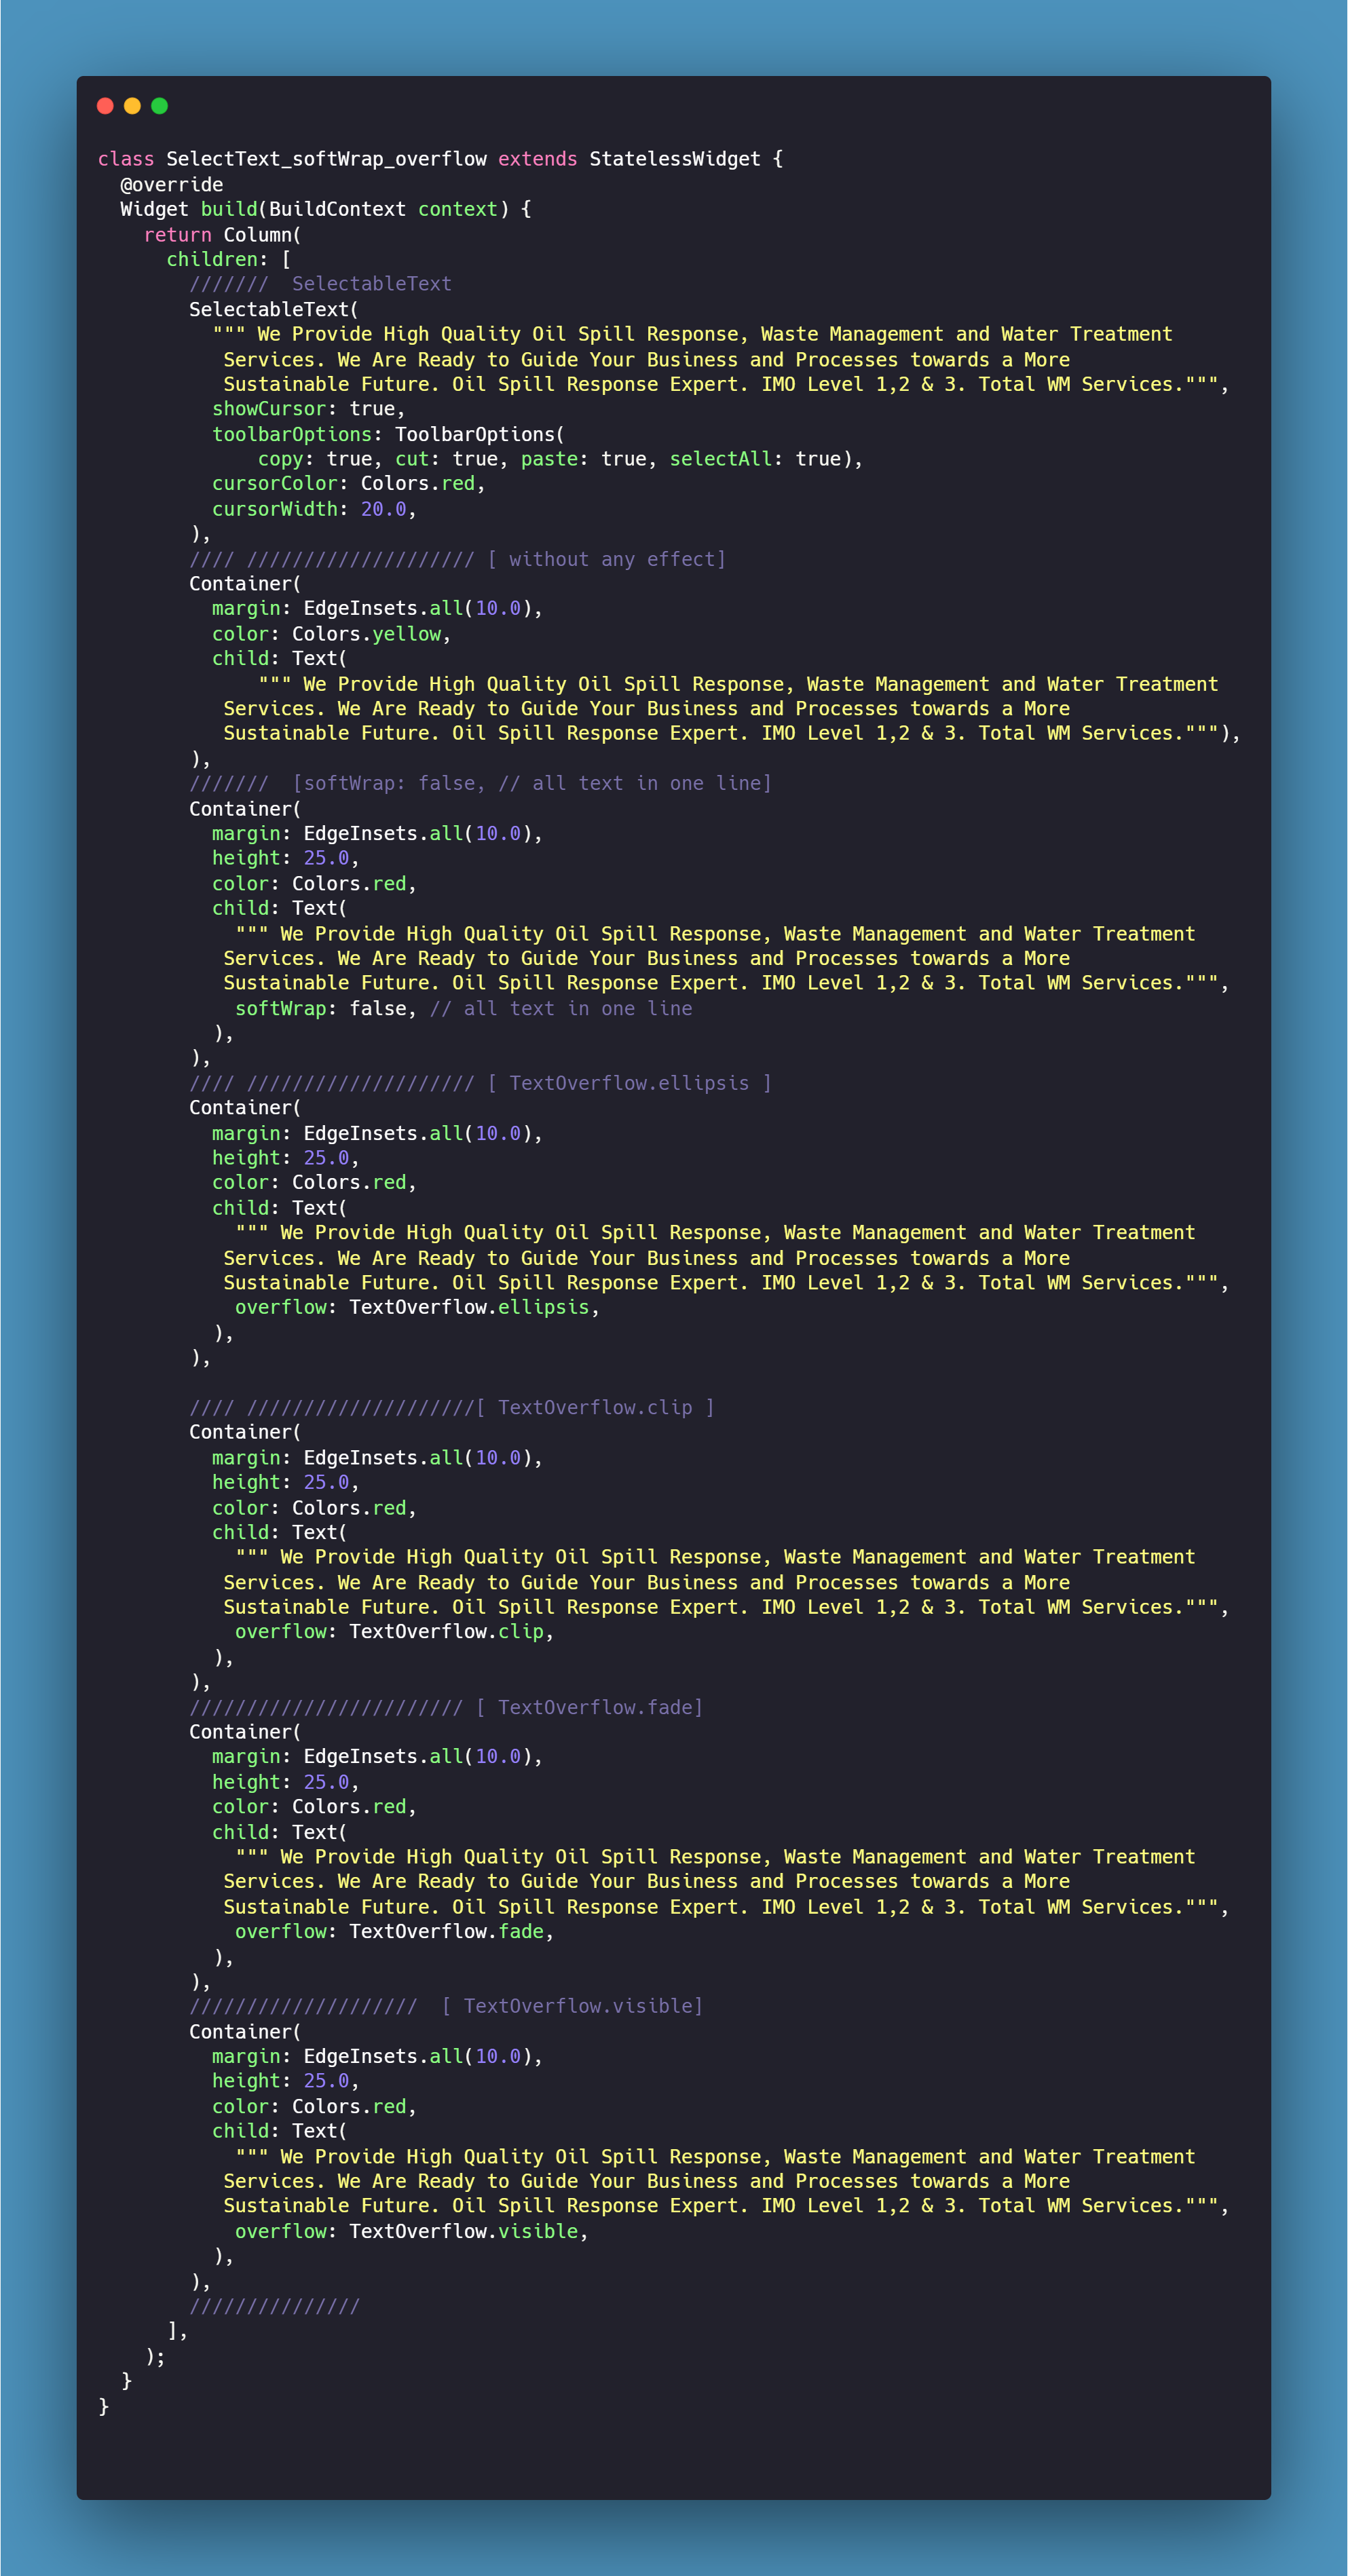 class SelectText_softWrap_overflow extends StatelessWidget {
  @override
  Widget build(BuildContext context) {
    return Column(
      children: [
        ///////  SelectableText
        SelectableText(
          """ We Provide High Quality Oil Spill Response, Waste Management and Water Treatment
           Services. We Are Ready to Guide Your Business and Processes towards a More
           Sustainable Future. Oil Spill Response Expert. IMO Level 1,2 & 3. Total WM Services.""",
          showCursor: true,
          toolbarOptions: ToolbarOptions(
              copy: true, cut: true, paste: true, selectAll: true),
          cursorColor: Colors.red,
          cursorWidth: 20.0,
        ),
        //// //////////////////// [ without any effect]
        Container(
          margin: EdgeInsets.all(10.0),
          color: Colors.yellow,
          child: Text(
              """ We Provide High Quality Oil Spill Response, Waste Management and Water Treatment
           Services. We Are Ready to Guide Your Business and Processes towards a More
           Sustainable Future. Oil Spill Response Expert. IMO Level 1,2 & 3. Total WM Services."""),
        ),
        ///////  [softWrap: false, // all text in one line]
        Container(
          margin: EdgeInsets.all(10.0),
          height: 25.0,
          color: Colors.red,
          child: Text(
            """ We Provide High Quality Oil Spill Response, Waste Management and Water Treatment
           Services. We Are Ready to Guide Your Business and Processes towards a More
           Sustainable Future. Oil Spill Response Expert. IMO Level 1,2 & 3. Total WM Services.""",
            softWrap: false, // all text in one line
          ),
        ),
        //// //////////////////// [ TextOverflow.ellipsis ]
        Container(
          margin: EdgeInsets.all(10.0),
          height: 25.0,
          color: Colors.red,
          child: Text(
            """ We Provide High Quality Oil Spill Response, Waste Management and Water Treatment
           Services. We Are Ready to Guide Your Business and Processes towards a More
           Sustainable Future. Oil Spill Response Expert. IMO Level 1,2 & 3. Total WM Services.""",
            overflow: TextOverflow.ellipsis,
          ),
        ),

        //// ////////////////////[ TextOverflow.clip ]
        Container(
          margin: EdgeInsets.all(10.0),
          height: 25.0,
          color: Colors.red,
          child: Text(
            """ We Provide High Quality Oil Spill Response, Waste Management and Water Treatment
           Services. We Are Ready to Guide Your Business and Processes towards a More
           Sustainable Future. Oil Spill Response Expert. IMO Level 1,2 & 3. Total WM Services.""",
            overflow: TextOverflow.clip,
          ),
        ),
        //////////////////////// [ TextOverflow.fade]
        Container(
          margin: EdgeInsets.all(10.0),
          height: 25.0,
          color: Colors.red,
          child: Text(
            """ We Provide High Quality Oil Spill Response, Waste Management and Water Treatment
           Services. We Are Ready to Guide Your Business and Processes towards a More
           Sustainable Future. Oil Spill Response Expert. IMO Level 1,2 & 3. Total WM Services.""",
            overflow: TextOverflow.fade,
          ),
        ),
        ////////////////////  [ TextOverflow.visible]
        Container(
          margin: EdgeInsets.all(10.0),
          height: 25.0,
          color: Colors.red,
          child: Text(
            """ We Provide High Quality Oil Spill Response, Waste Management and Water Treatment
           Services. We Are Ready to Guide Your Business and Processes towards a More
           Sustainable Future. Oil Spill Response Expert. IMO Level 1,2 & 3. Total WM Services.""",
            overflow: TextOverflow.visible,
          ),
        ),
        ///////////////
      ],
    );
  }
}